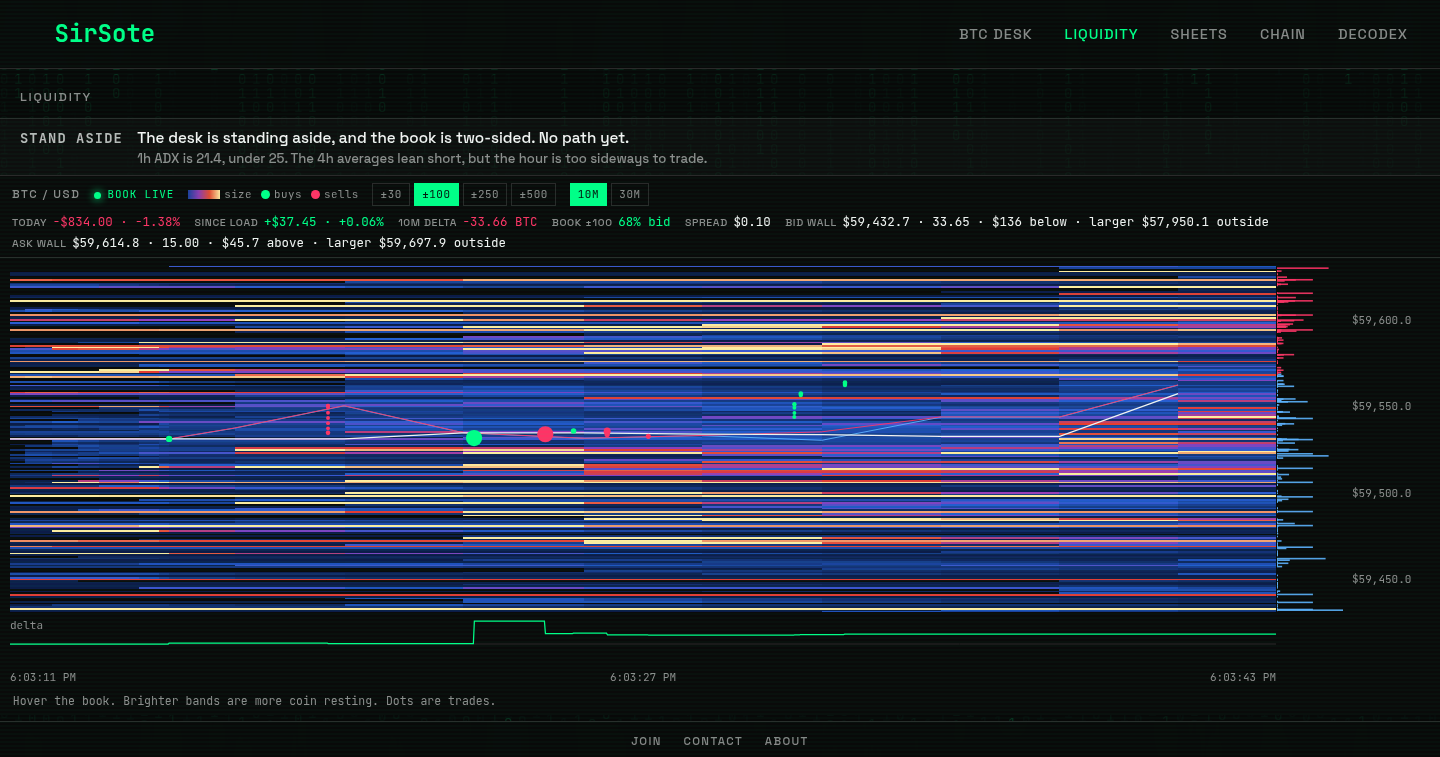 SirSote
BTC DESK LIQUIDITY SHEETS CHAIN DECODEX
LIQUIDITY
STAND ASIDE The desk is standing aside, and the book is two-sided. No path yet.
1h ADX is 21.4, under 25. The 4h averages lean short, but the hour is too sideways to trade.
BTC / USD BOOK LIVE size buys sells ±30 ±100 ±250 ±500 10M 30M
TODAY -$834.00 · -1.38% SINCE LOAD +$37.45 · +0.06% 10M DELTA -33.66 BTC BOOK ±100 68% bid SPREAD $0.10 BID WALL $59,432.7 · 33.65 · $136 below · larger $57,950.1 outside
ASK WALL $59,614.8 · 15.00 · $45.7 above · larger $59,697.9 outside
$59,600.0
$59,550.0
$59,500.0
$59,450.0
delta
6:03:11 PM 6:03:27 PM 6:03:43 PM
Hover the book. Brighter bands are more coin resting. Dots are trades.
JOIN CONTACT ABOUT